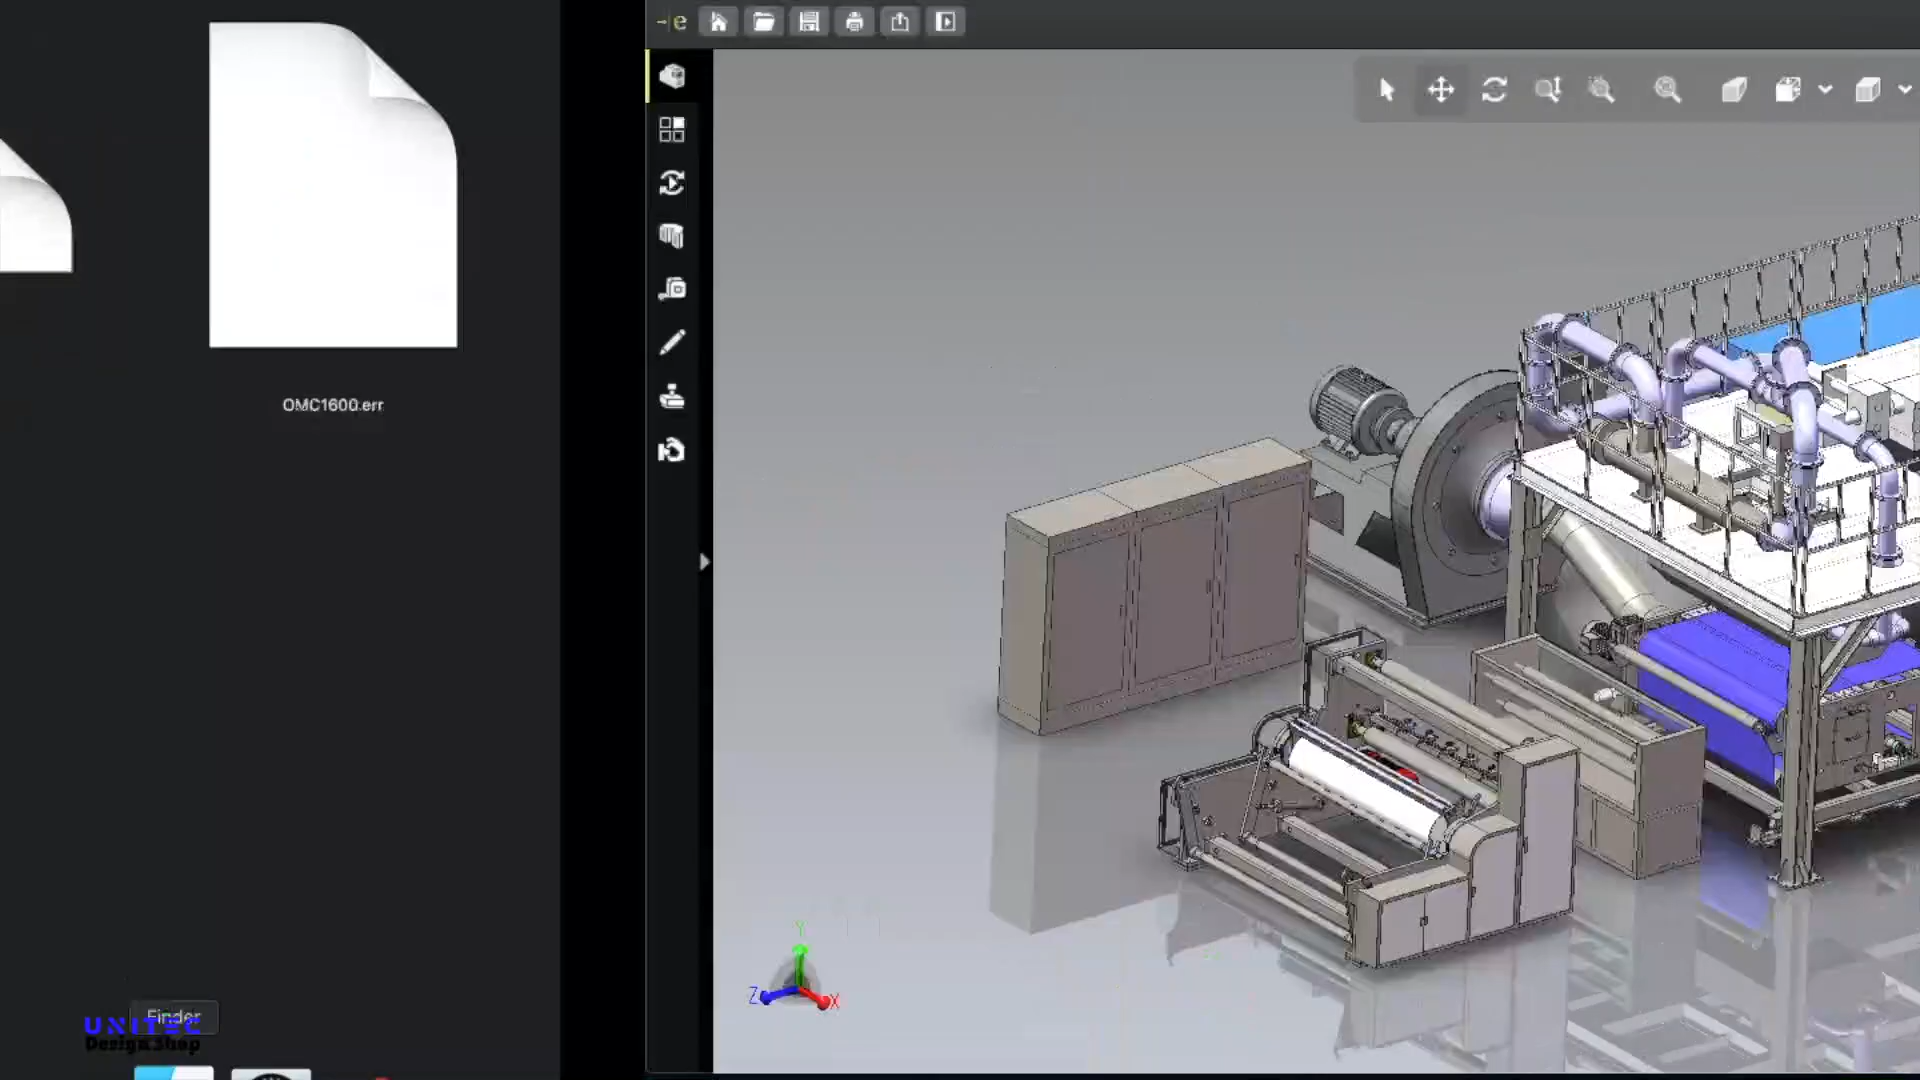 e
OMC1600.err
Y
Z
X
Finder
UNITEC
Design Shop